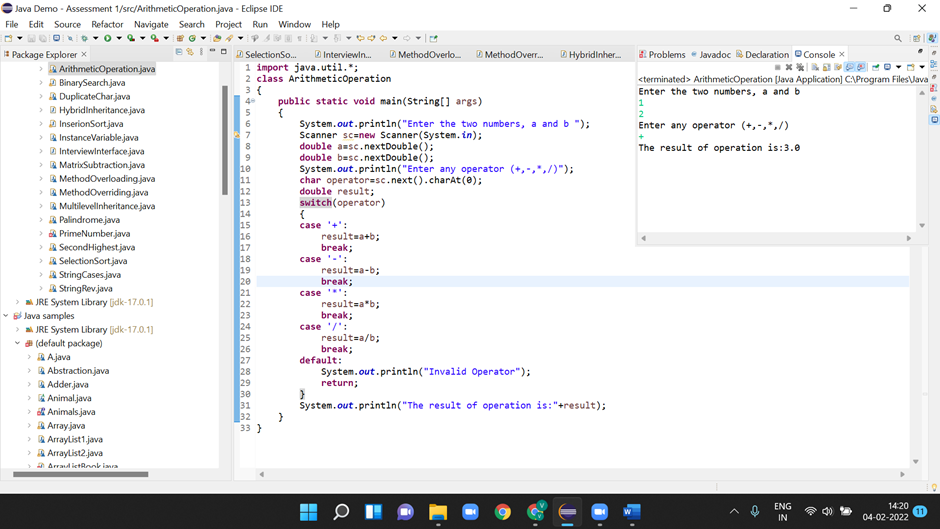 Java Demo - Assessment 1/src/ArithmeticOperation.java - Eclipse IDE
File Edit Source Refactor Navigate Search Project Run Window Help
Package Explorer
ArithmeticOperation.java
BinarySearch.java
DuplicateChar.java
HybridInheritance.java
InserionSort.java
InstanceVariable.java
InterviewInterface.java
MatrixSubtraction.java
MethodOverloading.java
MethodOverriding.java
MultilevelInheritance.java
Palindrome.java
PrimeNumber.java
SecondHighest.java
SelectionSort.java
StringCases.java
StringRev.java
JRE System Library [jdk-17.0.1]
Java samples
JRE System Library [jdk-17.0.1]
(default package)
A.java
Abstraction.java
Adder.java
Animal.java
Animals.java
Array.java
ArrayList1.java
ArrayList2.java
ArrayListBook.java
SelectionSo... InterviewIn... MethodOverlo... MethodOverr... HybridInher...
1 import java.util.*;
2 class ArithmeticOperation
3 {
4 public static void main(String[] args)
5 {
6 System.out.println("Enter the two numbers, a and b ");
7 Scanner sc=new Scanner(System.in);
8 double a=sc.nextDouble();
9 double b=sc.nextDouble();
10 System.out.println("Enter any operator (+,-,*,/)");
11 char operator=sc.next().charAt(0);
12 double result;
13 switch(operator)
14 {
15 case '+':
16 result=a+b;
17 break;
18 case '-':
19 result=a-b;
20 break;
21 case '*':
22 result=a*b;
23 break;
24 case '/':
25 result=a/b;
26 break;
27 default:
28 System.out.println("Invalid Operator");
29 return;
30 }
31 System.out.println("The result of operation is:"+result);
32 }
33 }
Problems Javadoc Declaration Console
<terminated> ArithmeticOperation [Java Application] C:\Program Files\Java
Enter the two numbers, a and b
1
2
Enter any operator (+,-,*,/)
+
The result of operation is:3.0
ENG
IN
14:20
04-02-2022
11